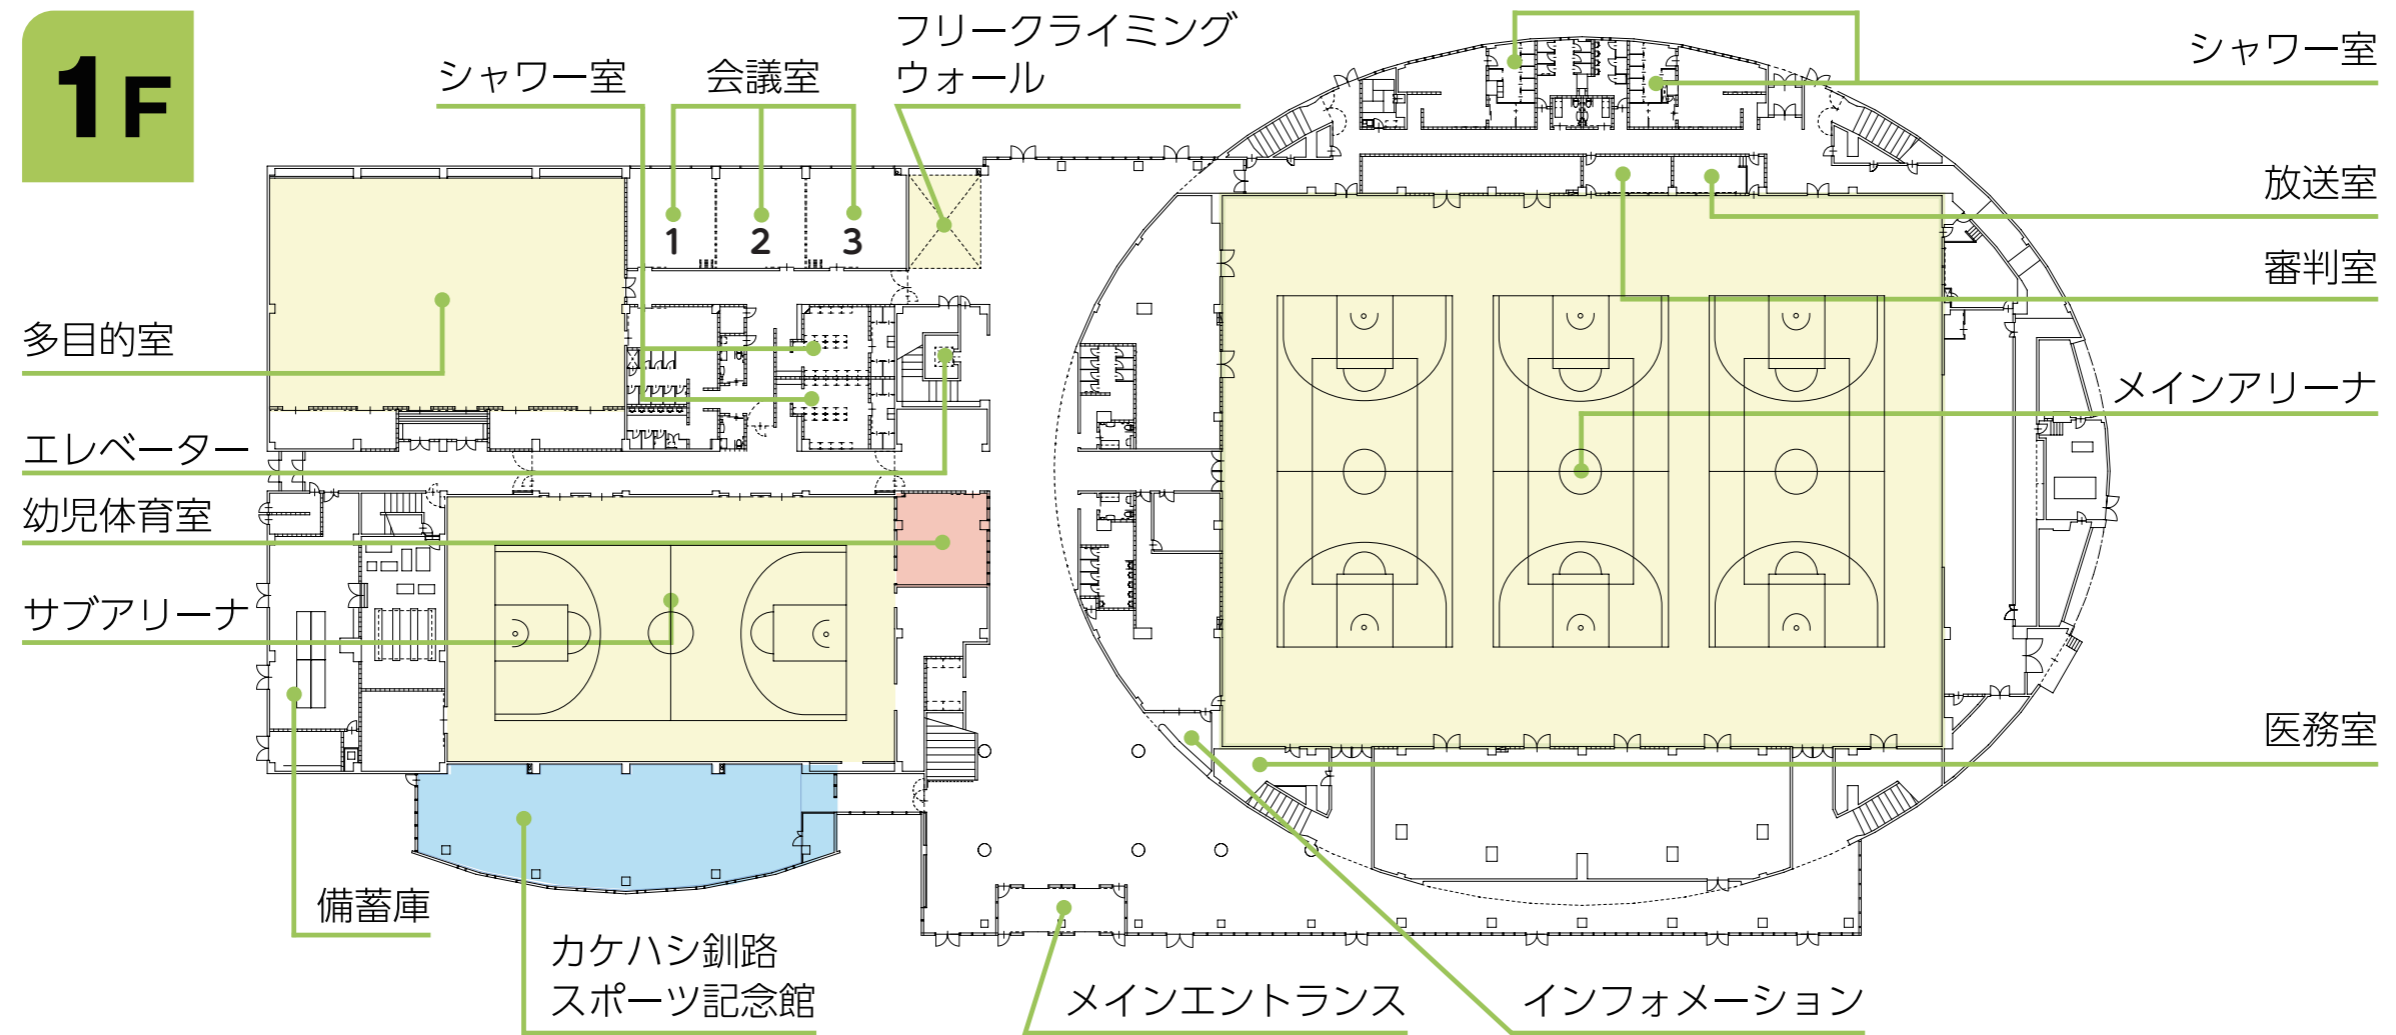 1F
シャワー室
会議室
フリークライミング
ウォール
シャワー室
放送室
審判室
1
2
3
多目的室
エレベーター
幼児体育室
サブアリーナ
メインアリーナ
医務室
備蓄庫
カケハシ釧路
スポーツ記念館
メインエントランス
インフォメーション